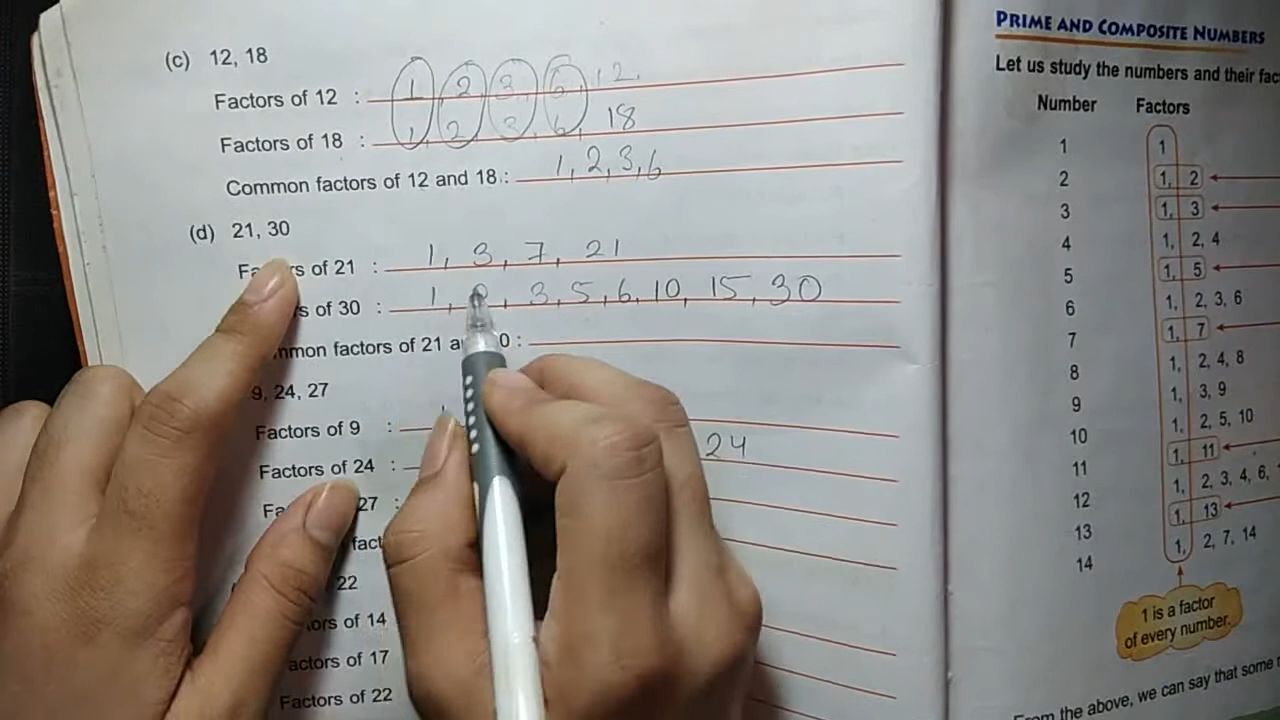 (c) 12, 18
Factors of 12 : 1, 2, 3, 6, 12.
Factors of 18 : 1, 2, 3, 6, 18
Common factors of 12 and 18 : 1, 2, 3, 6
(d) 21, 30
of 21 : 1, 3, 7, 21
of 30 : 1, 3, 5, 6, 10, 15, 30
factors of 21
9, 24, 27
Factors of 9 :
Factors of 24 : 24
27 :
22
of 14
Factors of 17
Factors of 22
PRIME AND COMPOSITE NUMBERS
Let us study the numbers and their
Number Factors
1 1
2 1, 2
3 1, 3
4 1, 2, 4
5 1, 5
6 1, 2, 3, 6
7 1, 7
8 1, 2, 4, 8
9 1, 3, 9
10 1, 2, 5, 10
11 1, 11
12 1, 2, 3, 4, 6,
13 1, 13
14 1, 2, 7, 14
1 is a factor
of every number.
From the above, we can say that some